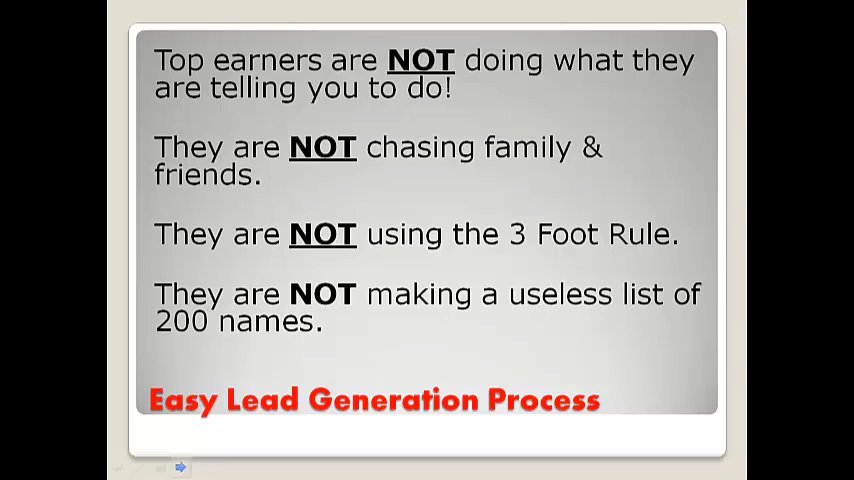 Top earners are NOT doing what they
are telling you to do!
They are NOT chasing family &
friends.
They are NOT using the 3 Foot Rule.
They are NOT making a useless list of
200 names.
Easy Lead Generation Process